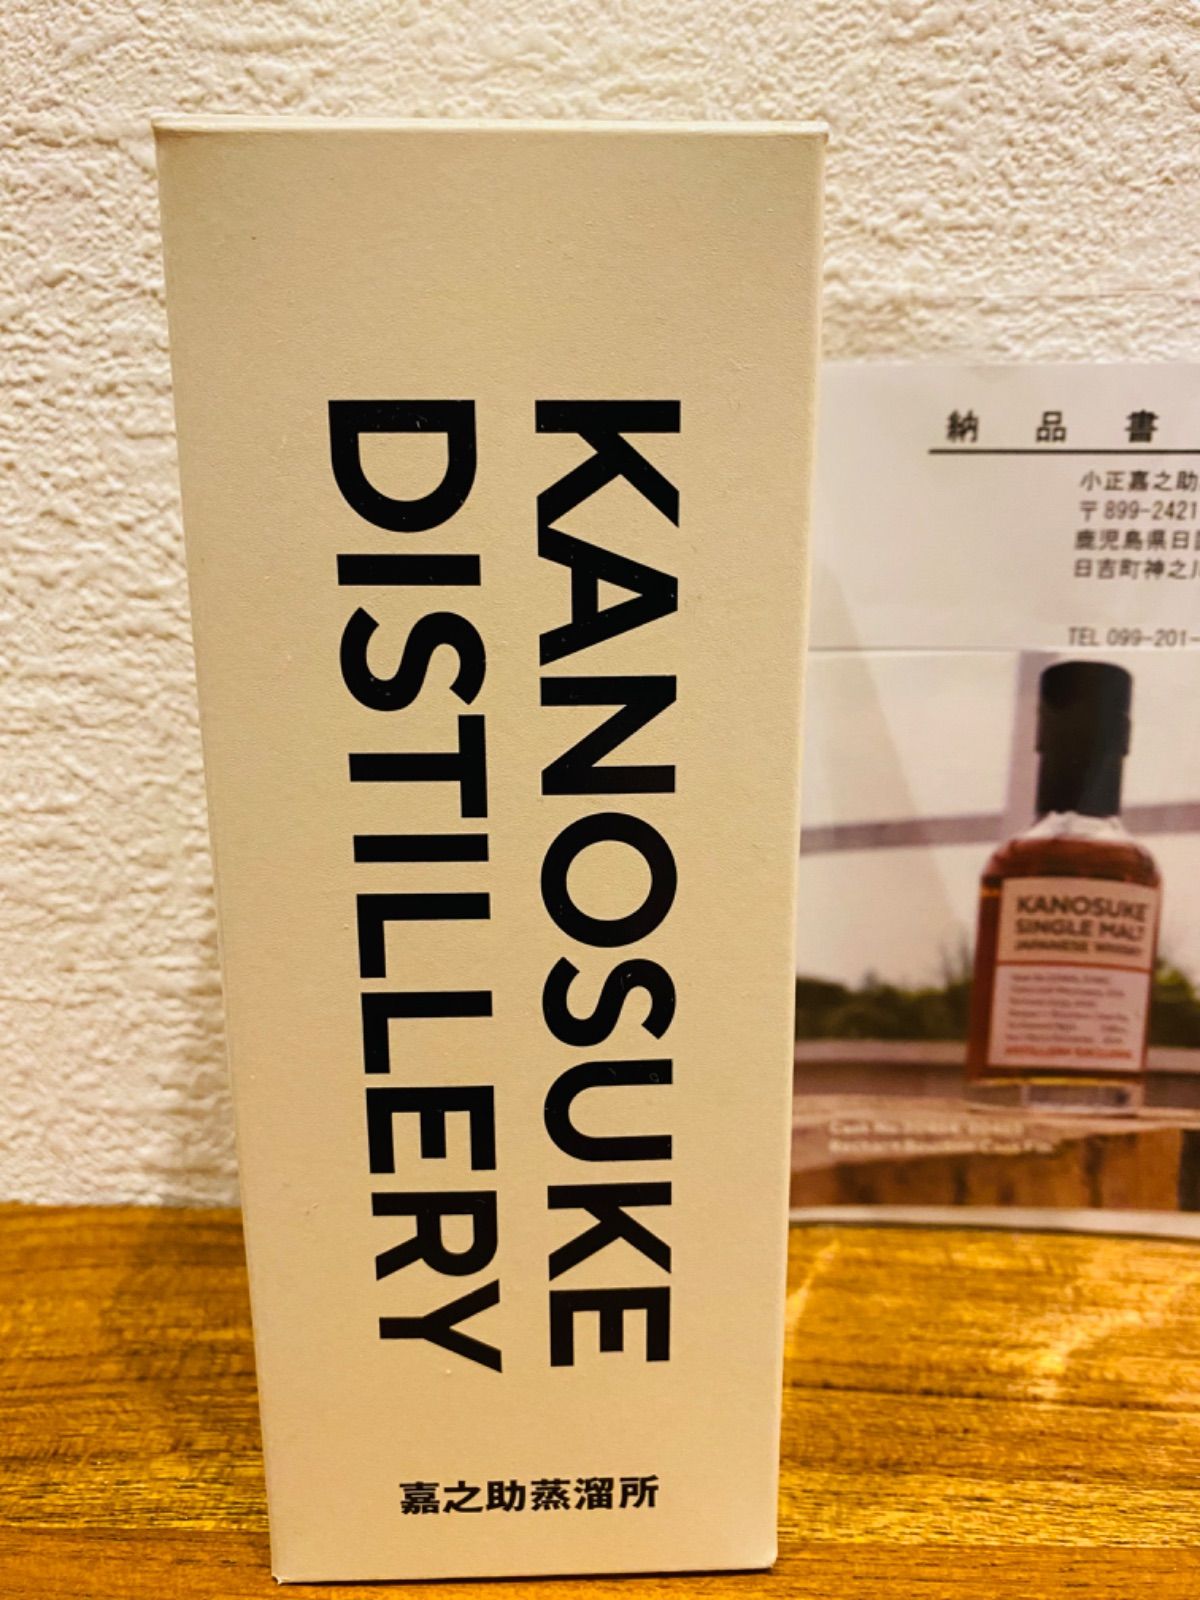 KANOSUKE
DISTILLERY
嘉之助蒸溜所
納品書
小正嘉之助
〒899-2421
鹿児島県日
日吉町神之川
TEL 099-201-
KANOSUKE
SINGLE MALT
JAPANESE WHISKY